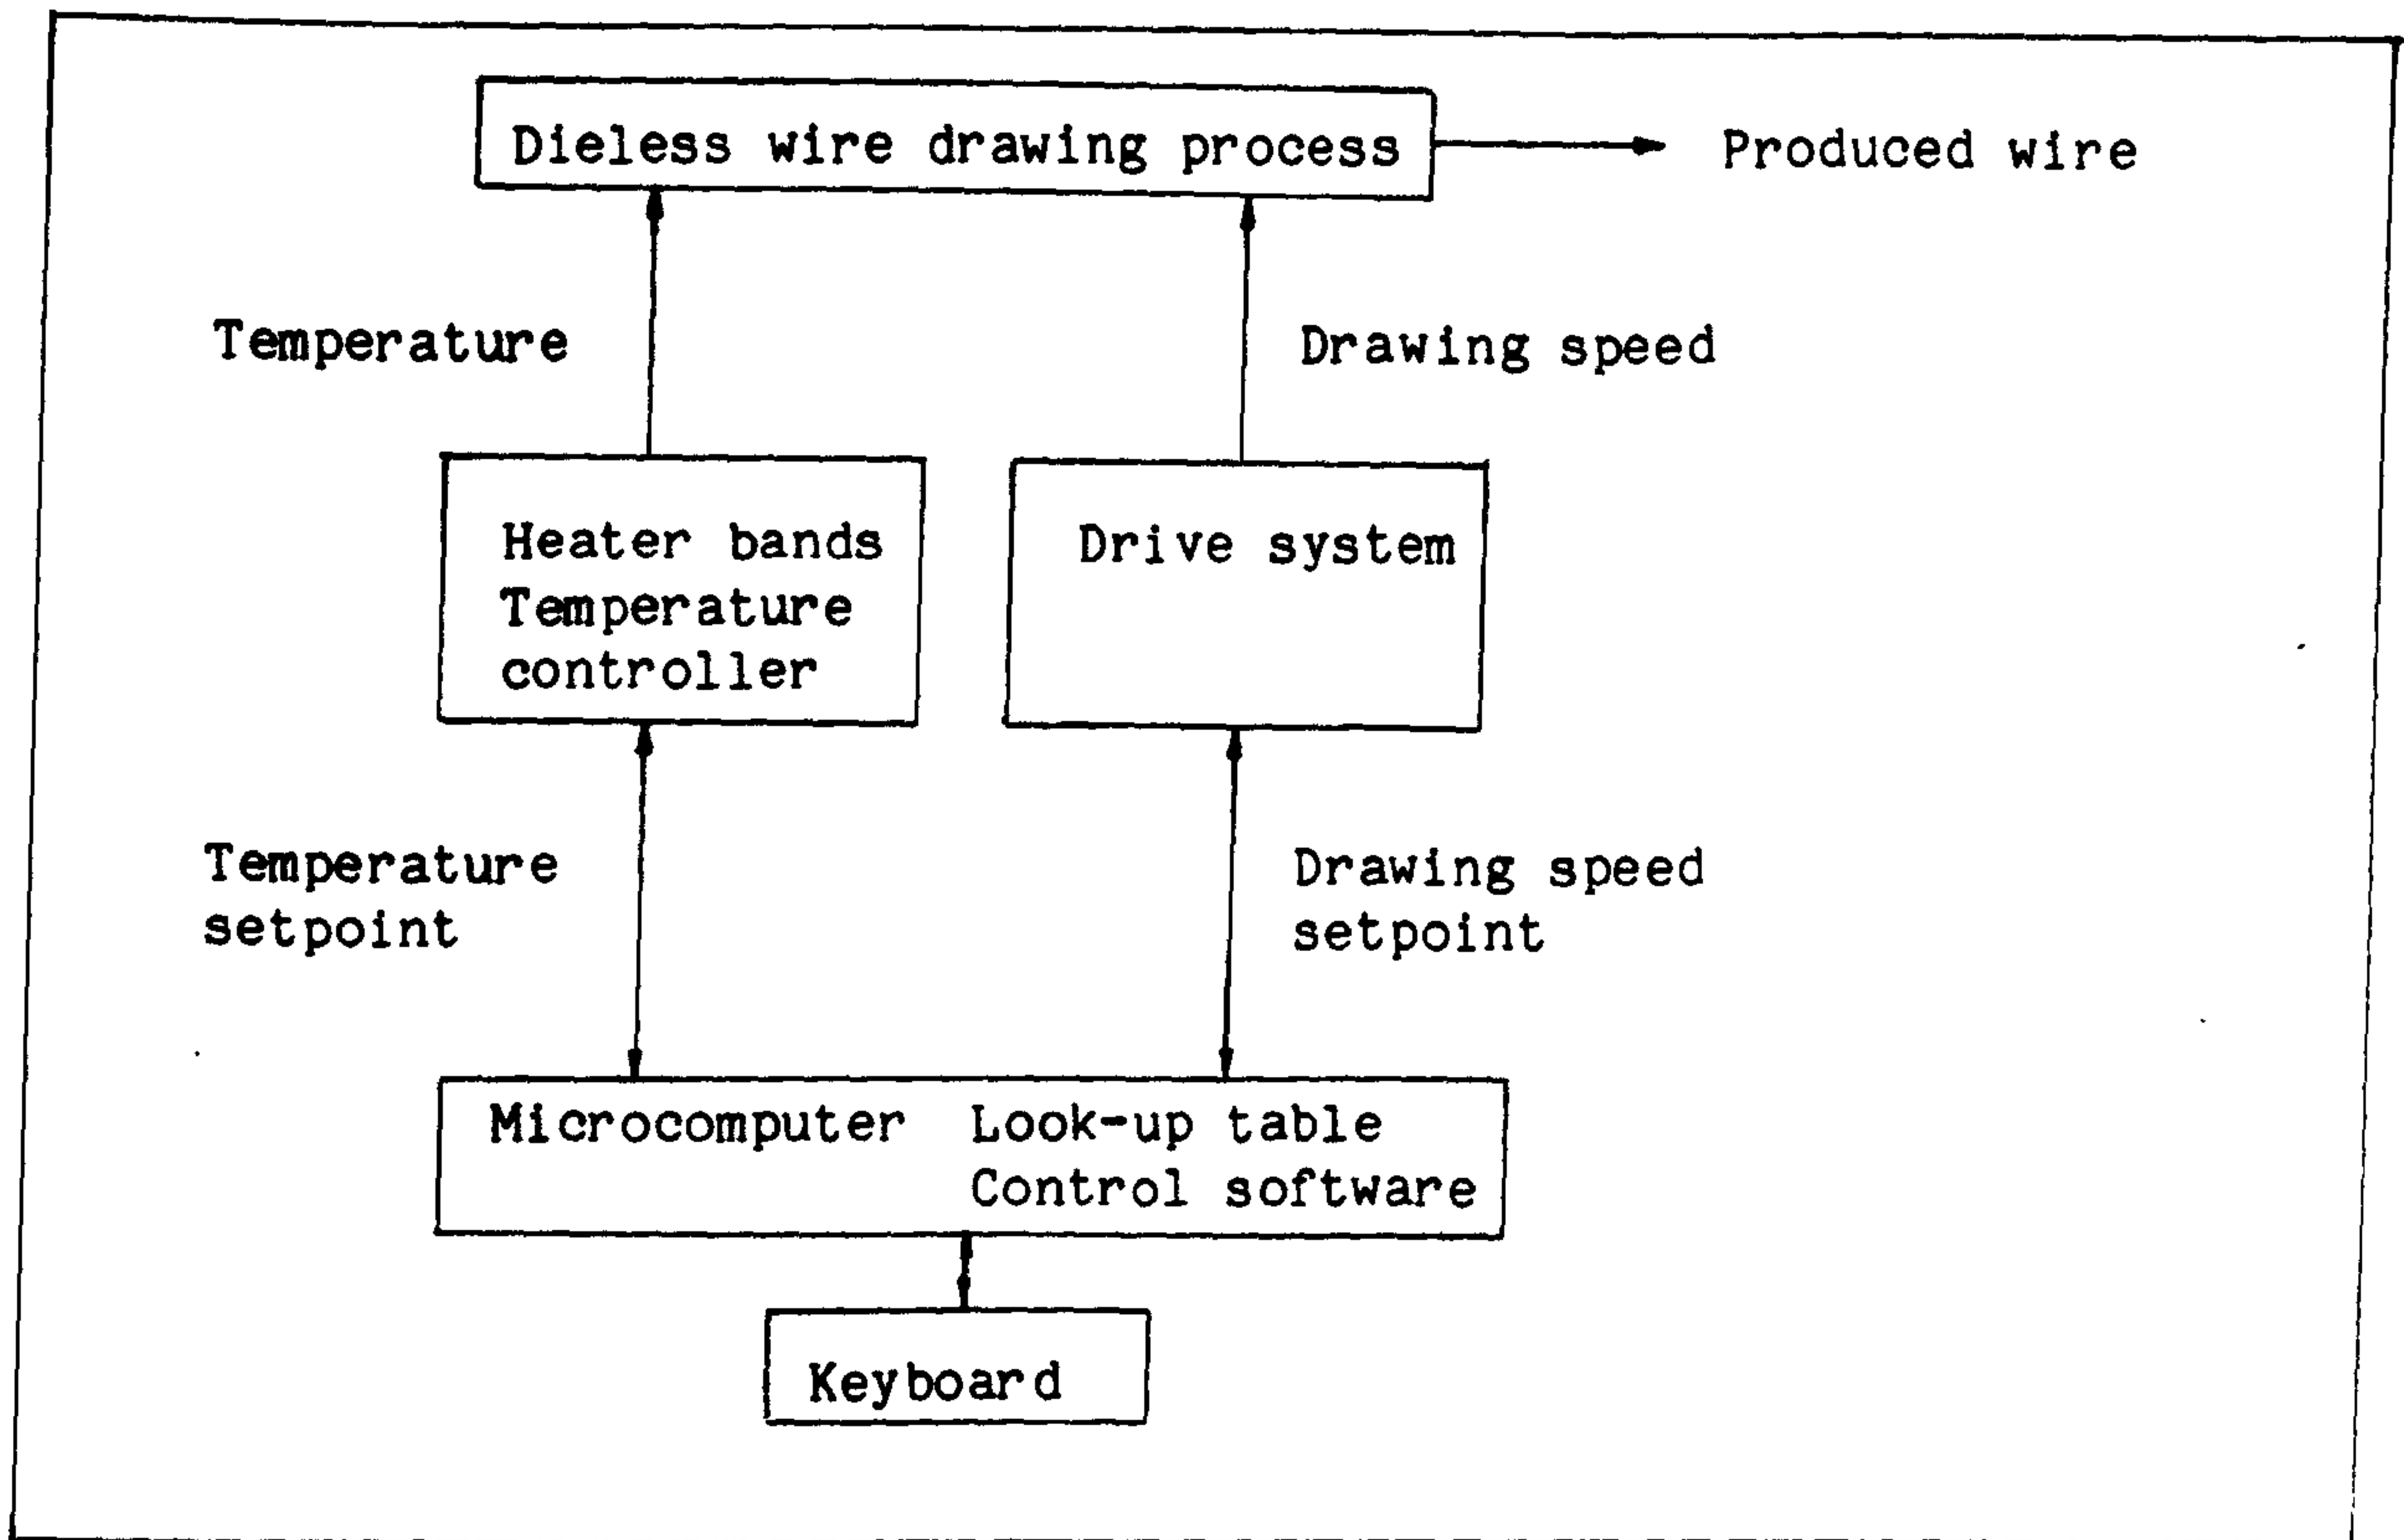 Dieless wire drawing process
Produced wire
Temperature
Drawing speed
Heater bands
Temperature
controller
Drive system
Temperature
setpoint
Drawing speed
setpoint
Microcomputer Look-up table
Control software
Keyboard